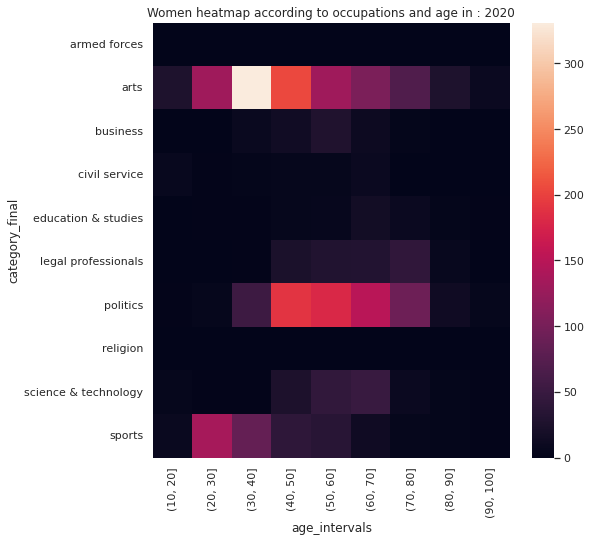 Women heatmap according to occupations and age in : 2020
armed forces
arts
business
civil service
education & studies
legal professionals
politics
religion
science & technology
sports
category_final
(10, 20]
(20, 30]
(30, 40]
(40, 50]
(50, 60]
(60, 70]
(70, 80]
(80, 90]
(90, 100]
age_intervals
300
250
200
150
100
50
0